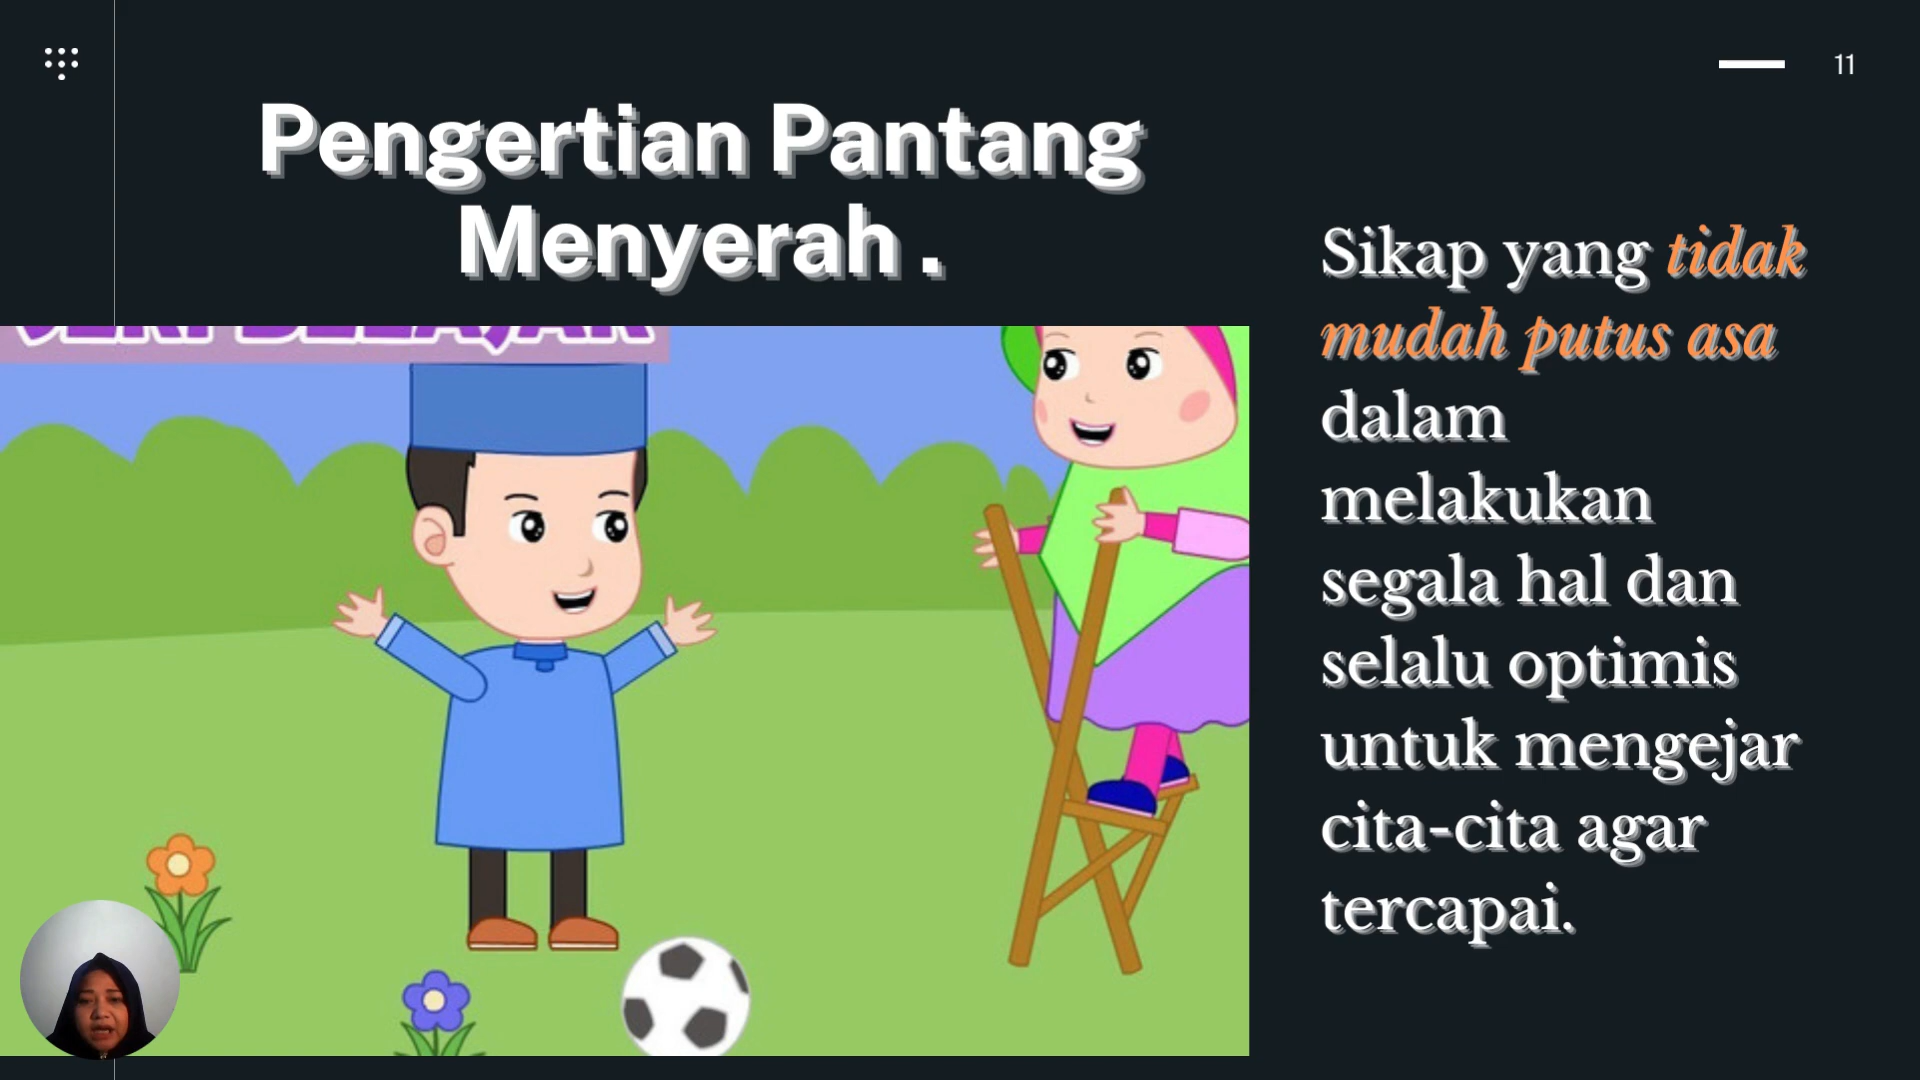 11
Pengertian Pantang
Menyerah .
Sikap yang tidak
mudah putus asa
dalam
melakukan
segala hal dan
selalu optimis
untuk mengejar
cita-cita agar
tercapai.
BELAJAR